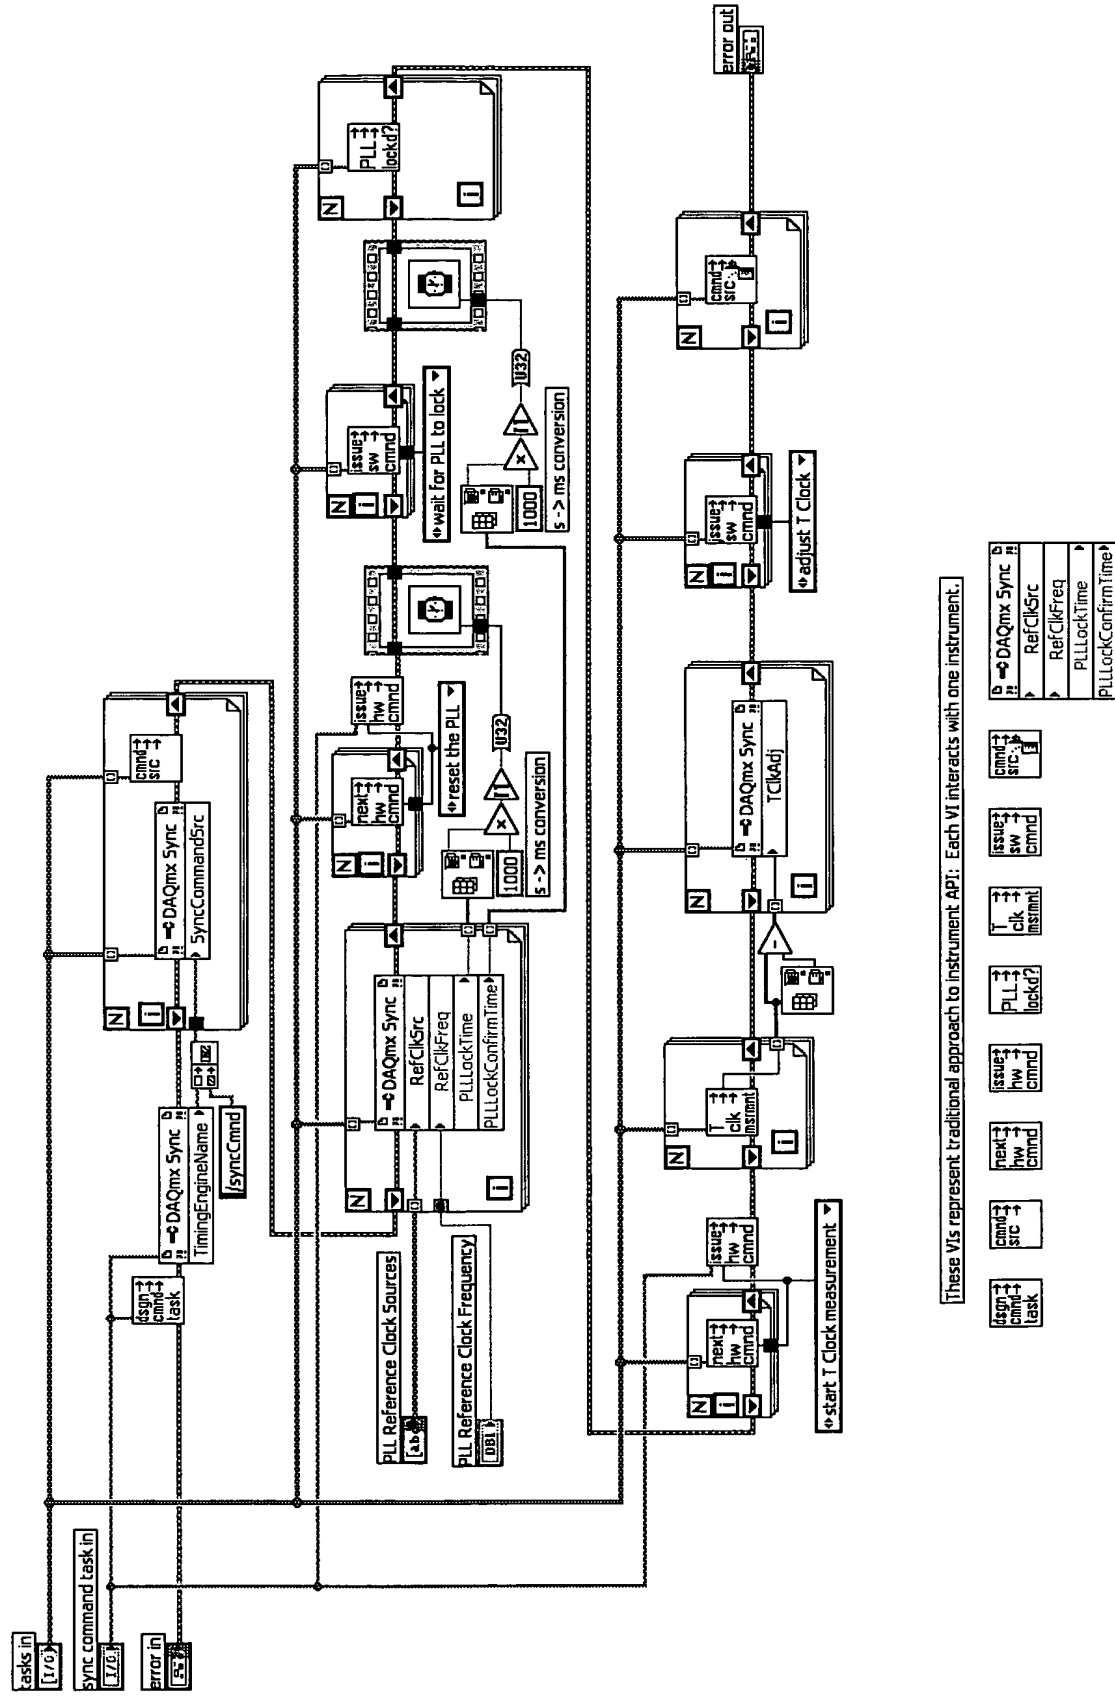 tasks in
[I/O]
sync command task in
I/O
error in
dsgn
cmnd
task
DAQmx Sync
TimingEngineName
/syncCmnd
N
i
DAQmx Sync
SyncCommandSrc
cmnd
src
PLL Reference Clock Sources
[abc
PLL Reference Clock Frequency
DBL
N
DAQmx Sync
RefClkSrc
RefClkFreq
PLLLockTime
PLLLockConfirmTime
i
1000
s -> ms conversion
x
U32
N
i
next
hw
cmnd
reset the PLL
issue
hw
cmnd
N
i
issue
sw
cmnd
wait for PLL to lock
1000
s -> ms conversion
x
U32
N
PLL
lockd?
i
N
i
next
hw
cmnd
start T Clock measurement
issue
hw
cmnd
N
T
clk
msrmnt
i
-
N
DAQmx Sync
TClkAdj
i
N
i
issue
sw
cmnd
adjust T Clock
N
cmnd
src
i
error out
These VIs represent traditional approach to instrument API: Each VI interacts with one instrument.
dsgn
cmnd
task
cmnd
src
next
hw
cmnd
issue
hw
cmnd
PLL
lockd?
T
clk
msrmnt
issue
sw
cmnd
cmnd
src
DAQmx Sync
RefClkSrc
RefClkFreq
PLLLockTime
PLLLockConfirmTime